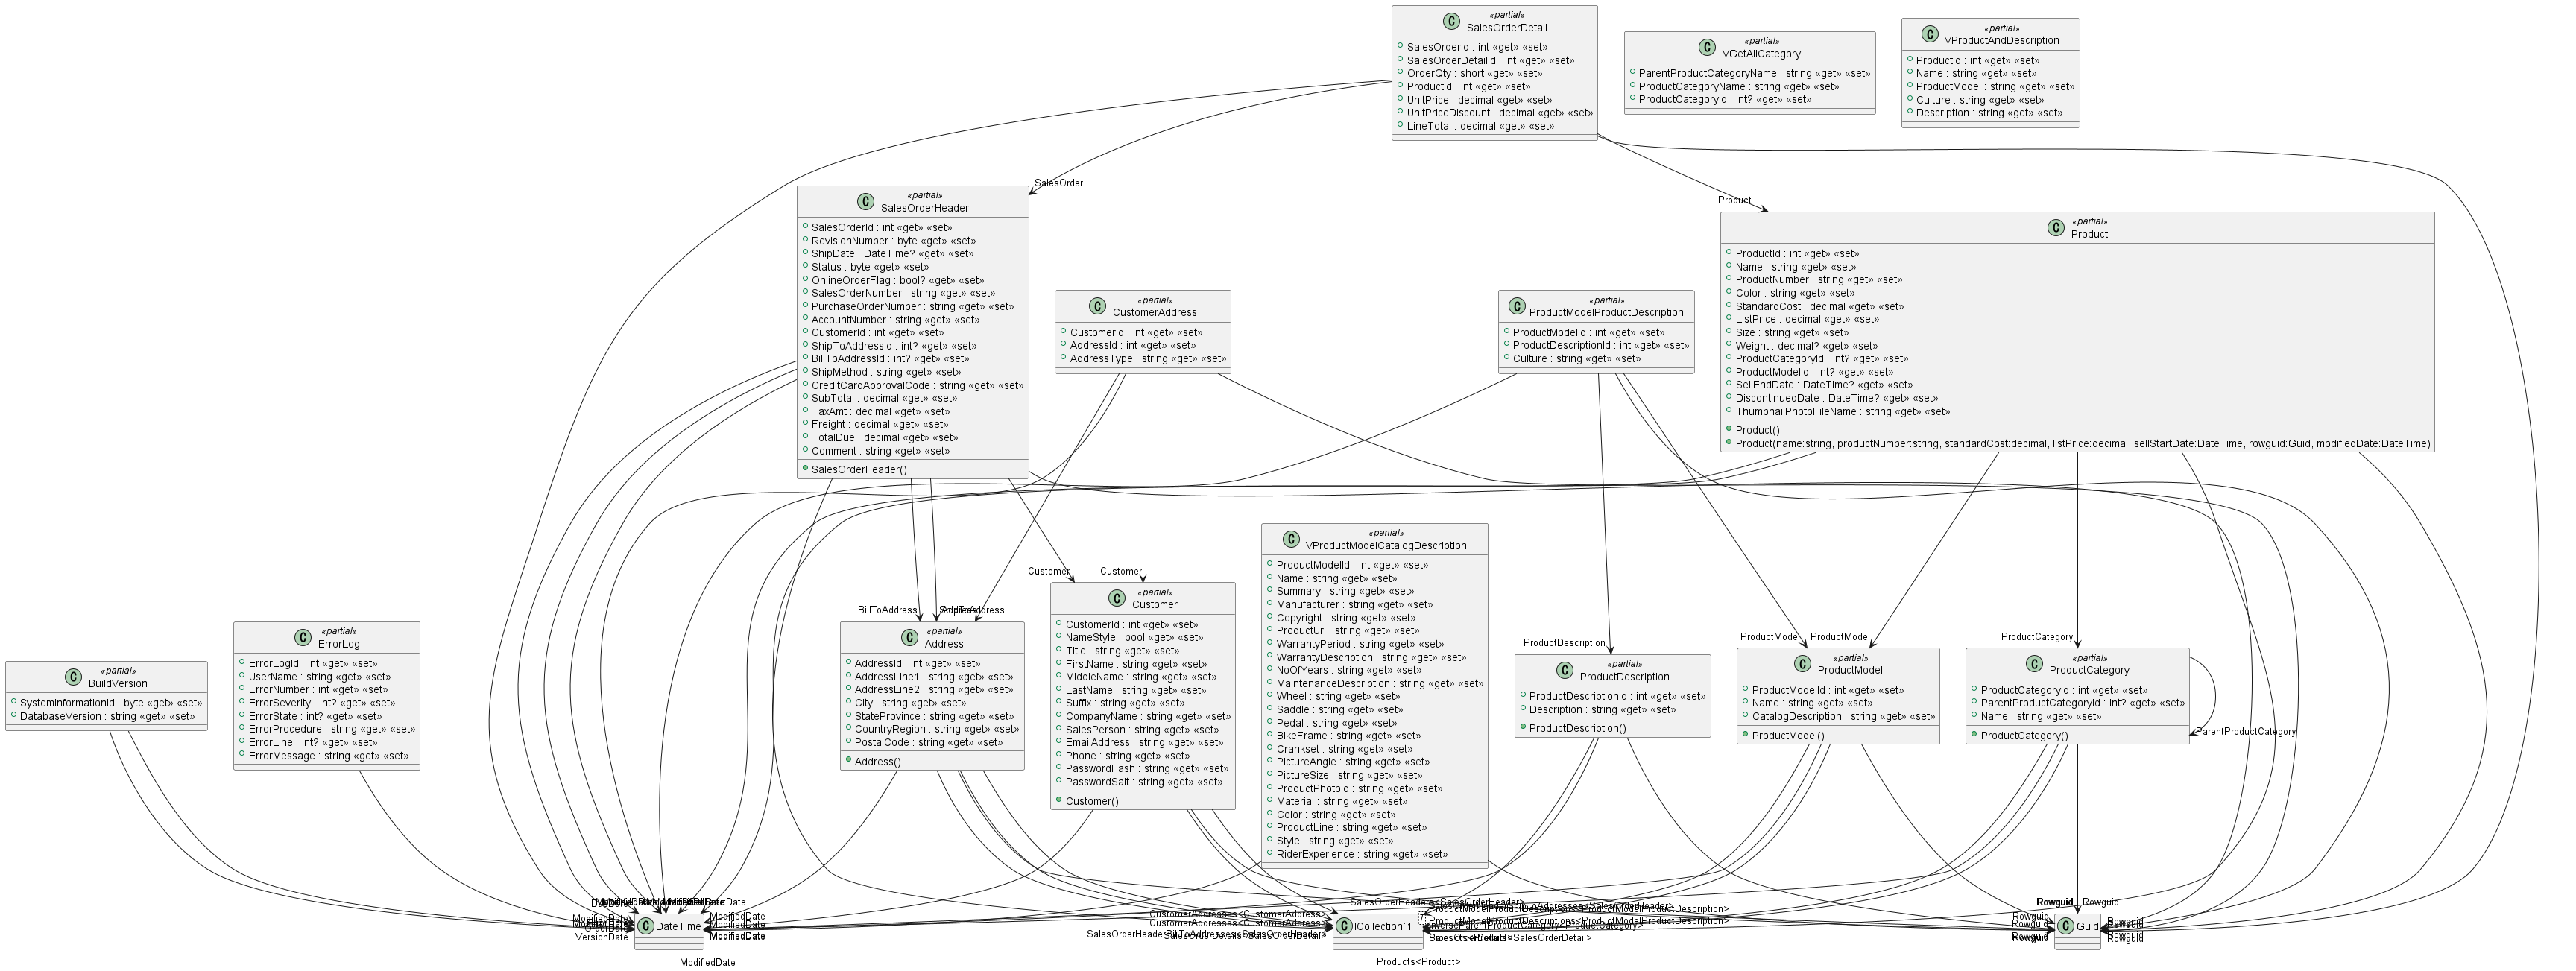 «partial»
SalesOrderDetail
SalesOrderId : int «get» «set»
SalesOrderDetailId : int «get» «set»
OrderQty : short «get» «set»
ProductId : int «get» «set»
UnitPrice : decimal «get» «set»
UnitPriceDiscount : decimal «get» «set»
LineTotal : decimal «get» «set»
«partial»
VGetAllCategory
ParentProductCategoryName : string «get» «set»
ProductCategoryName : string «get» «set»
ProductCategoryId : int? «get» «set»
«partial»
VProductAndDescription
ProductId : int «get» «set»
Name : string «get» «set»
ProductModel : string «get» «set»
Culture : string «get» «set»
Description : string «get» «set»
SalesOrder
Product
«partial»
SalesOrderHeader
SalesOrderId : int «get» «set»
RevisionNumber : byte «get» «set»
ShipDate : DateTime? «get» «set»
Status : byte «get» «set»
OnlineOrderFlag : bool? «get» «set»
SalesOrderNumber : string «get» «set»
PurchaseOrderNumber : string «get» «set»
AccountNumber : string «get» «set»
CustomerId : int «get» «set»
ShipToAddressId : int? «get» «set»
BillToAddressId : int? «get» «set»
ShipMethod : string «get» «set»
CreditCardApprovalCode : string «get» «set»
SubTotal : decimal «get» «set»
TaxAmt : decimal «get» «set»
Freight : decimal «get» «set»
TotalDue : decimal «get» «set»
Comment : string «get» «set»
SalesOrderHeader()
«partial»
CustomerAddress
CustomerId : int «get» «set»
AddressId : int «get» «set»
AddressType : string «get» «set»
«partial»
ProductModelProductDescription
ProductModelId : int «get» «set»
ProductDescriptionId : int «get» «set»
Culture : string «get» «set»
«partial»
Product
ProductId : int «get» «set»
Name : string «get» «set»
ProductNumber : string «get» «set»
Color : string «get» «set»
StandardCost : decimal «get» «set»
ListPrice : decimal «get» «set»
Size : string «get» «set»
Weight : decimal? «get» «set»
ProductCategoryId : int? «get» «set»
ProductModelId : int? «get» «set»
SellEndDate : DateTime? «get» «set»
DiscontinuedDate : DateTime? «get» «set»
ThumbnailPhotoFileName : string «get» «set»
Product()
Product(name:string, productNumber:string, standardCost:decimal, listPrice:decimal, sellStartDate:DateTime, rowguid:Guid, modifiedDate:DateTime)
Customer
Customer
BillToAddress
ProductDescription
ProductModel
ProductModel
ProductCategory
ParentProductCategory
«partial»
BuildVersion
SystemInformationId : byte «get» «set»
DatabaseVersion : string «get» «set»
«partial»
ErrorLog
ErrorLogId : int «get» «set»
UserName : string «get» «set»
ErrorNumber : int «get» «set»
ErrorSeverity : int? «get» «set»
ErrorState : int? «get» «set»
ErrorProcedure : string «get» «set»
ErrorLine : int? «get» «set»
ErrorMessage : string «get» «set»
«partial»
Address
AddressId : int «get» «set»
AddressLine1 : string «get» «set»
AddressLine2 : string «get» «set»
City : string «get» «set»
StateProvince : string «get» «set»
CountryRegion : string «get» «set»
PostalCode : string «get» «set»
Address()
«partial»
Customer
CustomerId : int «get» «set»
NameStyle : bool «get» «set»
Title : string «get» «set»
FirstName : string «get» «set»
MiddleName : string «get» «set»
LastName : string «get» «set»
Suffix : string «get» «set»
CompanyName : string «get» «set»
SalesPerson : string «get» «set»
EmailAddress : string «get» «set»
Phone : string «get» «set»
PasswordHash : string «get» «set»
PasswordSalt : string «get» «set»
Customer()
«partial»
VProductModelCatalogDescription
ProductModelId : int «get» «set»
Name : string «get» «set»
Summary : string «get» «set»
Manufacturer : string «get» «set»
Copyright : string «get» «set»
ProductUrl : string «get» «set»
WarrantyPeriod : string «get» «set»
WarrantyDescription : string «get» «set»
NoOfYears : string «get» «set»
MaintenanceDescription : string «get» «set»
Wheel : string «get» «set»
Saddle : string «get» «set»
Pedal : string «get» «set»
BikeFrame : string «get» «set»
Crankset : string «get» «set»
PictureAngle : string «get» «set»
PictureSize : string «get» «set»
ProductPhotoId : string «get» «set»
Material : string «get» «set»
Color : string «get» «set»
ProductLine : string «get» «set»
Style : string «get» «set»
RiderExperience : string «get» «set»
«partial»
ProductDescription
ProductDescriptionId : int «get» «set»
Description : string «get» «set»
ProductDescription()
«partial»
ProductModel
ProductModelId : int «get» «set»
Name : string «get» «set»
CatalogDescription : string «get» «set»
ProductModel()
«partial»
ProductCategory
ProductCategoryId : int «get» «set»
ParentProductCategoryId : int? «get» «set»
Name : string «get» «set»
ProductCategory()
ModifiedDate
ModifiedDate
VersionDate
ModifiedDate
ModifiedDate
DateTime
ICollection`1
Products<Product>
Rowguid
Rowguid
Rowguid
Rowguid
Rowguid
Rowguid
Guid